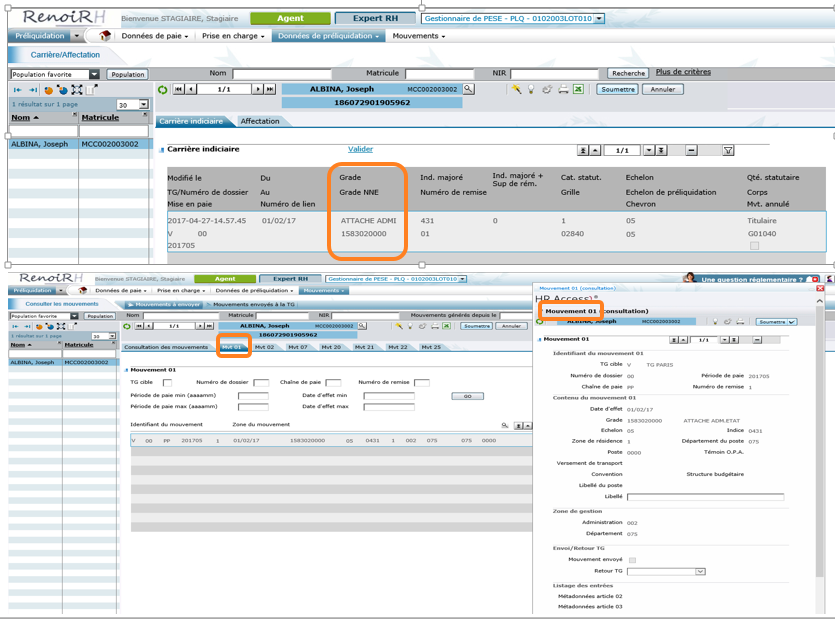 RenoiRH Bienvenue STAGIAIRE, Stagiaire Agent Expert RH Gestionnaire de PESE - PLQ - 0102003LOT010
Préliquidation Données de paie Prise en charge Données de préliquidation Mouvements
Carrière/Affectation
Population favorite Population Nom Matricule NIR Recherche Plus de critères
1/1 ALBINA, Joseph MCC002003002 Soumettre Annuler
1 résultat sur 1 page 186072901905962
30
Nom Matricule Carrière indiciaire Affectation
ALBINA, Joseph MCC002003002 Carrière indiciaire Valider 1/1
Modifié le Du Grade Ind. majoré Ind. majoré + Sup de rém. Cat. statut. Echelon Qté. statutaire
TG/Numéro de dossier Au Grade NNE Numéro de remise Grille Echelon de préliquidation Corps
Mise en paie Numéro de lien Chevron Mvt. annulé
2017-04-27-14.57.45 01/02/17 ATTACHE ADMI 431 0 1 05 Titulaire
V 00 1583020000 01 02840 05 G01040
201705
RenoiRH Bienvenue STAGIAIRE, Stagiaire Agent Expert RH Gestionnaire de PESE - PLQ - 0102003LOT010 Une question réglementaire ?
Préliquidation Données de paie Prise en charge Données de préliquidation Mouvements
Consulter les mouvements Mouvements à envoyer > Mouvements envoyés à la TG
Population favorite Population Nom Matricule NIR Mouvements générés depuis le
1/1 ALBINA, Joseph MCC002003002 Soumettre Annuler
1 résultat sur 1 page 30 186072901905962
Nom Matricule Consultation des mouvements Mvt 01 Mvt 02 Mvt 07 Mvt 20 Mvt 21 Mvt 22 Mvt 25
ALBINA, Joseph MCC002003002
Mouvement 01
TG cible Numéro de dossier Chaîne de paie Numéro de remise
Période de paie min (aaaamm) Date d'effet min GO
Période de paie max (aaaamm) Date d'effet max
Identifiant du mouvement Zone du mouvement
V 00 PP 201705 1 01/02/17 1583020000 05 0431 1 002 075 075 0000
Mouvement 01 (consultation)
HR Access)®
Mouvement 01 (consultation)
ALBINA, Joseph MCC002003002 Soumettre
Mouvement 01 1/1
Identifiant du mouvement 01
TG cible V TG PARIS
Numéro de dossier 00 Période de paie 201705
Chaîne de paie PP Numéro de remise 1
Contenu du mouvement 01
Date d'effet 01/02/17
Grade 1583020000 ATTACHE ADM.ETAT
Echelon 05 Indice 0431
Zone de résidence 1 Département du poste 075
Poste 0000 Témoin O.P.A.
Versement de transport
Convention Structure budgétaire
Libellé du poste
Libellé
Zone de gestion
Administration 002
Département 075
Envoi/Retour TG
Mouvement envoyé
Retour TG
Listage des entrées
Métadonnées article 02
Métadonnées article 03